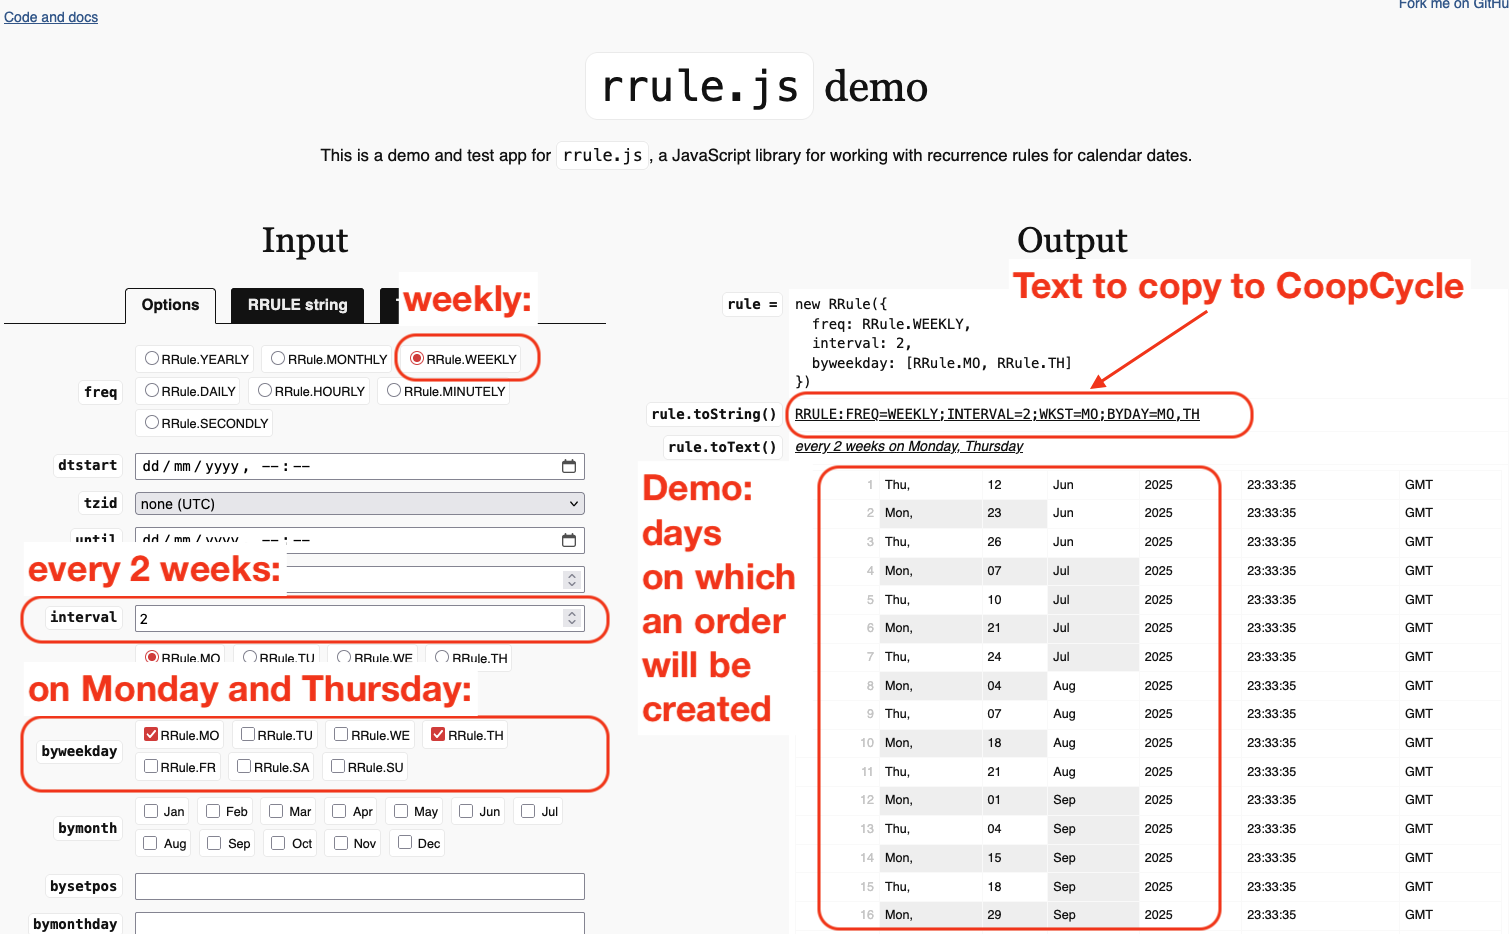 Code and docs
Fork me on GitHu
rrule.js demo
This is a demo and test app for rrule.js, a JavaScript library for working with recurrence rules for calendar dates.
Input
Options
RRULE string
weekly:
freq
RRule.YEARLY
RRule.MONTHLY
RRule.WEEKLY
RRule.DAILY
RRule.HOURLY
RRule.MINUTELY
RRule.SECONDLY
dtstart
dd/mm/yyyy, --:--
tzid
none (UTC)
until
dd/mm/yyyy, --:--
every 2 weeks:
interval
2
RRule.MO
RRule.TU
RRule.WE
RRule.TH
on Monday and Thursday:
byweekday
RRule.MO
RRule.TU
RRule.WE
RRule.TH
RRule.FR
RRule.SA
RRule.SU
bymonth
Jan
Feb
Mar
Apr
May
Jun
Jul
Aug
Sep
Oct
Nov
Dec
bysetpos
bymonthday
Output
Text to copy to CoopCycle
rule =
new RRule({
freq: RRule.WEEKLY,
interval: 2,
byweekday: [RRule.MO, RRule.TH]
})
rule.toString()
RRULE:FREQ=WEEKLY;INTERVAL=2;WKST=MO;BYDAY=MO,TH
rule.toText()
every 2 weeks on Monday, Thursday
Demo:
days
on which
an order
will be
created
1 Thu, 12 Jun 2025 23:33:35 GMT
2 Mon, 23 Jun 2025 23:33:35 GMT
3 Thu, 26 Jun 2025 23:33:35 GMT
4 Mon, 07 Jul 2025 23:33:35 GMT
5 Thu, 10 Jul 2025 23:33:35 GMT
6 Mon, 21 Jul 2025 23:33:35 GMT
7 Thu, 24 Jul 2025 23:33:35 GMT
8 Mon, 04 Aug 2025 23:33:35 GMT
9 Thu, 07 Aug 2025 23:33:35 GMT
10 Mon, 18 Aug 2025 23:33:35 GMT
11 Thu, 21 Aug 2025 23:33:35 GMT
12 Mon, 01 Sep 2025 23:33:35 GMT
13 Thu, 04 Sep 2025 23:33:35 GMT
14 Mon, 15 Sep 2025 23:33:35 GMT
15 Thu, 18 Sep 2025 23:33:35 GMT
16 Mon, 29 Sep 2025 23:33:35 GMT